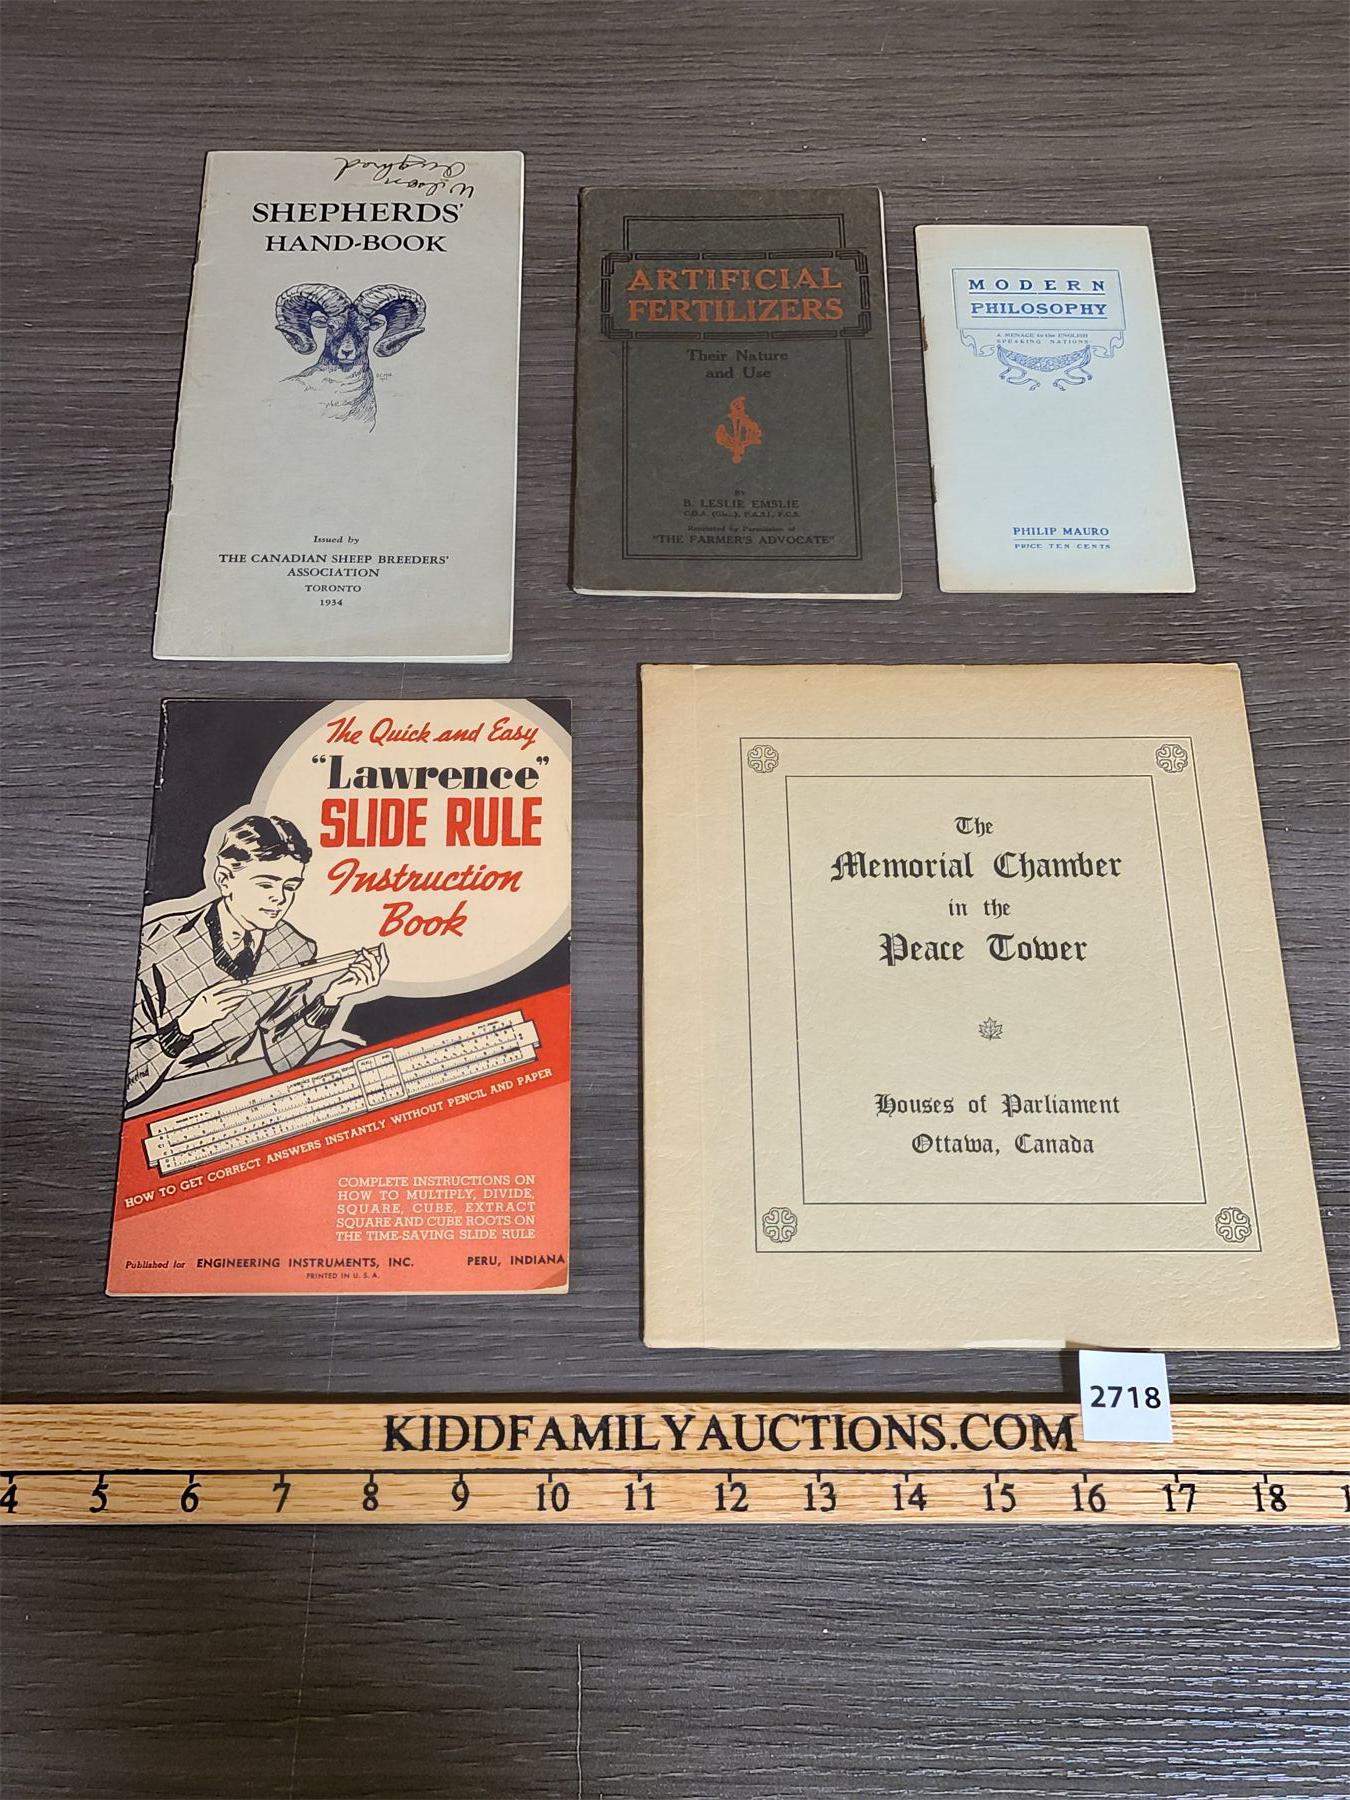 Wilson
SHEPHERDS'
HAND-BOOK
Issued by
THE CANADIAN SHEEP BREEDERS'
ASSOCIATION
TORONTO
1934
ARTIFICIAL
FERTILIZERS
Their Nature
and Use
BY
B. LESLIE EMSLIE
C.D.A. (Glas.), P.A.S.I., F.C.S.
Reprinted by Permission of
"THE FARMER'S ADVOCATE"
MODERN
PHILOSOPHY
A MENACE to the ENGLISH
SPEAKING NATIONS
PHILIP MAURO
PRICE TEN CENTS
The Quick and Easy
"Lawrence"
SLIDE RULE
Instruction
Book
HOW TO GET CORRECT ANSWERS INSTANTLY WITHOUT PENCIL AND PAPER
COMPLETE INSTRUCTIONS ON
HOW TO MULTIPLY, DIVIDE,
SQUARE, CUBE, EXTRACT
SQUARE AND CUBE ROOTS ON
THE TIME-SAVING SLIDE RULE
Published for ENGINEERING INSTRUMENTS, INC. PERU, INDIANA
PRINTED IN U. S. A.
The
Memorial Chamber
in the
Peace Tower
Houses of Parliament
Ottawa, Canada
2718
KIDDFAMILYAUCTIONS.COM
4 5 6 7 8 9 10 11 12 13 14 15 16 17 18